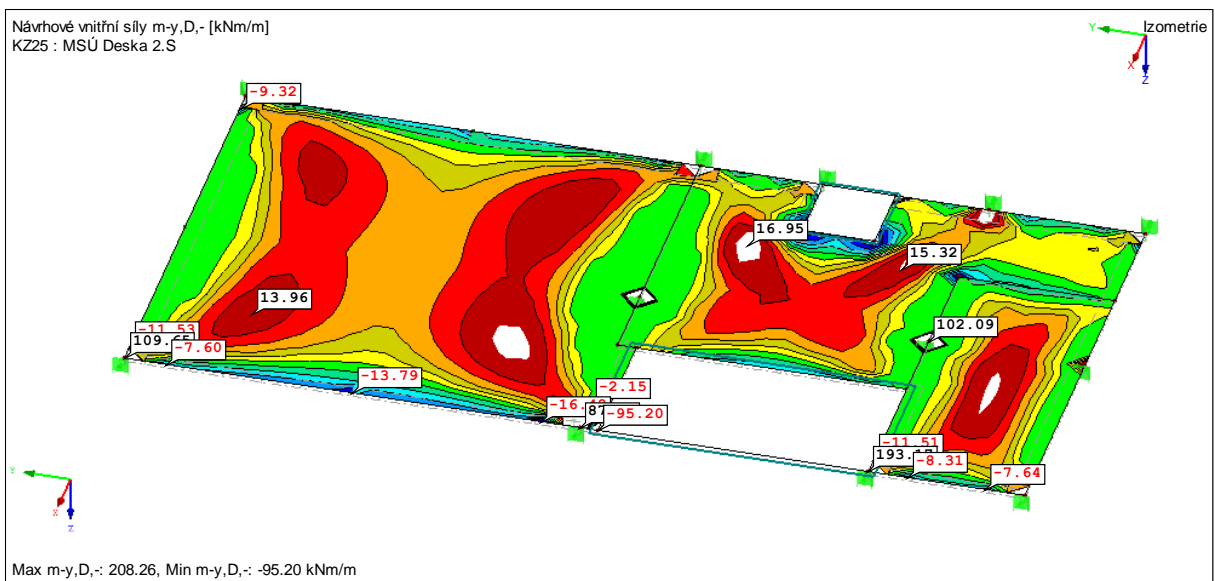 Návrhové vnitřní síly m-y,D,- [kNm/m]
KZ25 : MSÚ Deska 2.S
Izometrie
Y
X
Z
-9.32
16.95
15.32
13.96
-11.53
109.65
-7.60
102.09
-13.79
-2.15
-95.20
-11.51
-8.31
-7.64
Y
X
Z
Max m-y,D,-: 208.26, Min m-y,D,-: -95.20 kNm/m